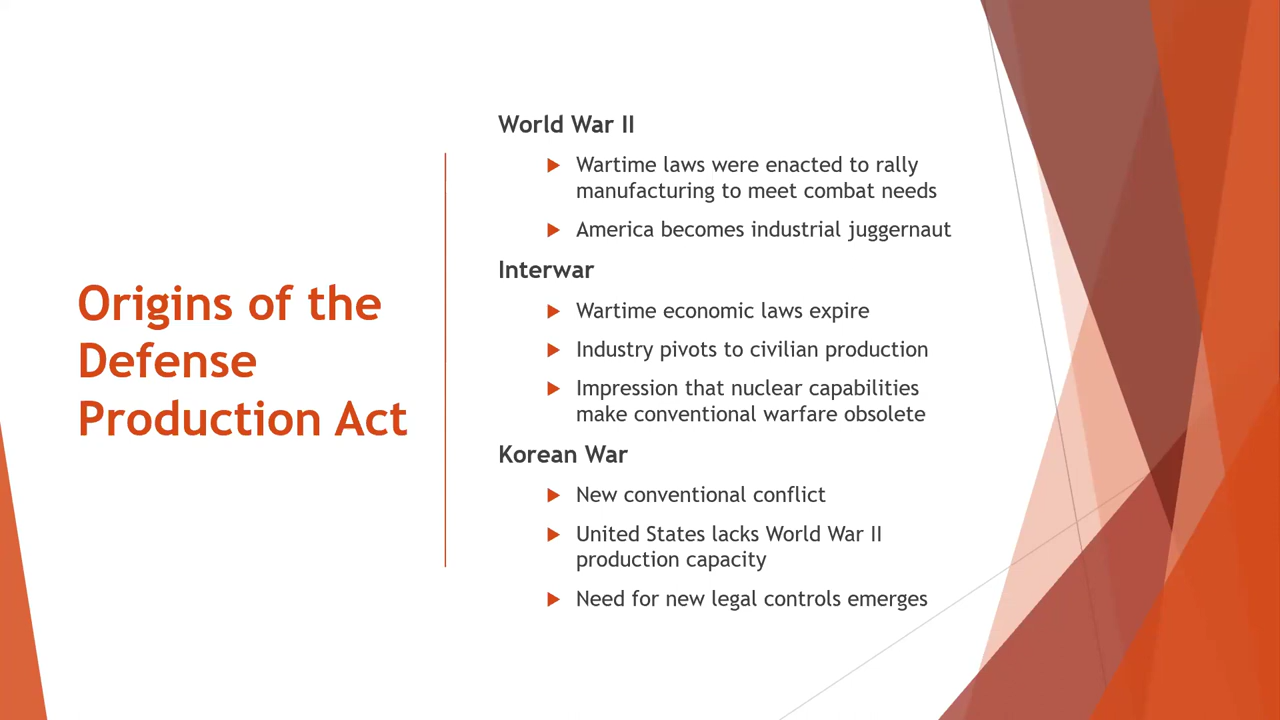 Origins of the
Defense
Production Act
World War II
Wartime laws were enacted to rally
manufacturing to meet combat needs
America becomes industrial juggernaut
Interwar
Wartime economic laws expire
Industry pivots to civilian production
Impression that nuclear capabilities
make conventional warfare obsolete
Korean War
New conventional conflict
United States lacks World War II
production capacity
Need for new legal controls emerges